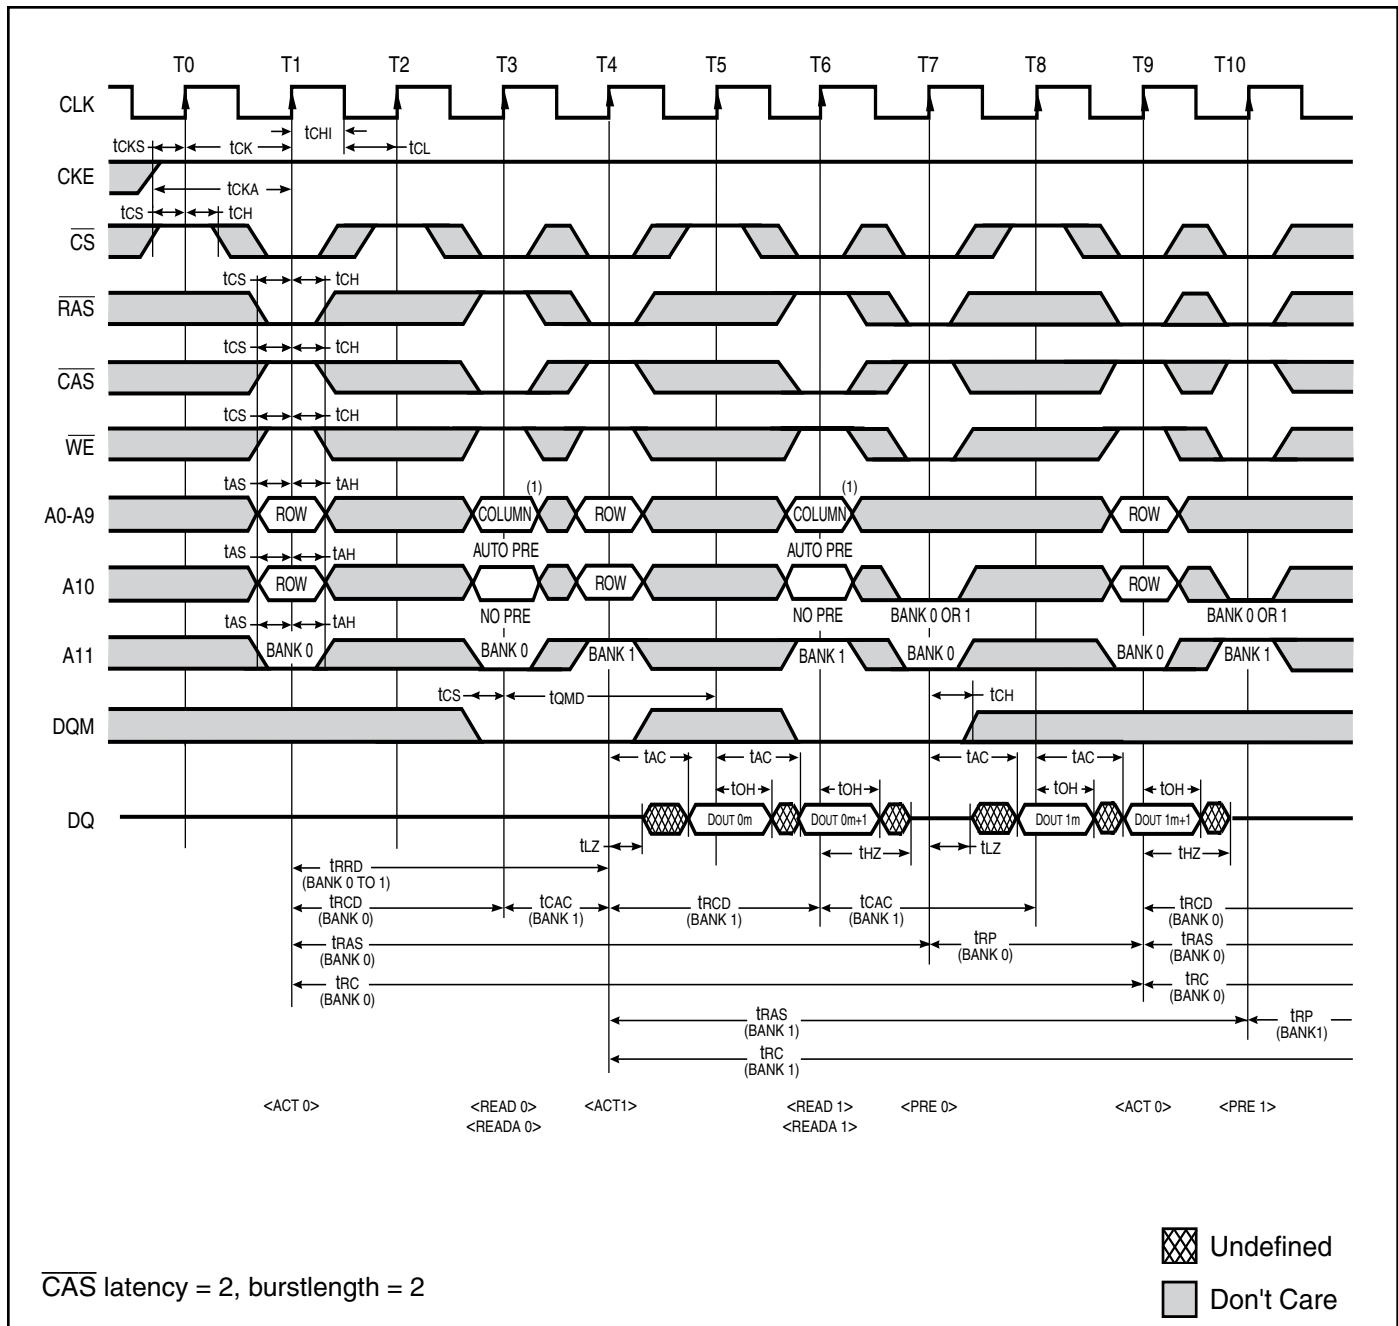 T0 T1 T2 T3 T4 T5 T6 T7 T8 T9 T10
CLK
tCHI
tCKS tCK tCL
CKE
tCKA
tCS tCH
CS
tCS tCH
RAS
tCS tCH
CAS
tCS tCH
WE
tAS tAH (1) (1)
A0-A9 ROW COLUMN ROW COLUMN ROW
tAS tAH AUTO PRE AUTO PRE
A10 ROW ROW ROW
NO PRE NO PRE BANK 0 OR 1 BANK 0 OR 1
tAS tAH
A11 BANK 0 BANK 0 BANK 1 BANK 1 BANK 0 BANK 0 BANK 1
tCS tQMD tCH
DQM
tAC tAC tAC tAC
tOH tOH tOH tOH
DQ DOUT 0m DOUT 0m+1 DOUT 1m DOUT 1m+1
tLZ tHZ tLZ tHZ
tRRD
(BANK 0 TO 1)
tRCD tCAC tRCD tCAC tRCD
(BANK 0) (BANK 1) (BANK 1) (BANK 1) (BANK 0)
tRAS tRP tRAS
(BANK 0) (BANK 0) (BANK 0)
tRC tRC
(BANK 0) (BANK 0)
tRAS tRP
(BANK 1) (BANK1)
tRC
(BANK 1)
<ACT 0> <READ 0> <ACT1> <READ 1> <PRE 0> <ACT 0> <PRE 1>
<READA 0> <READA 1>
Undefined
CAS latency = 2, burstlength = 2
Don't Care